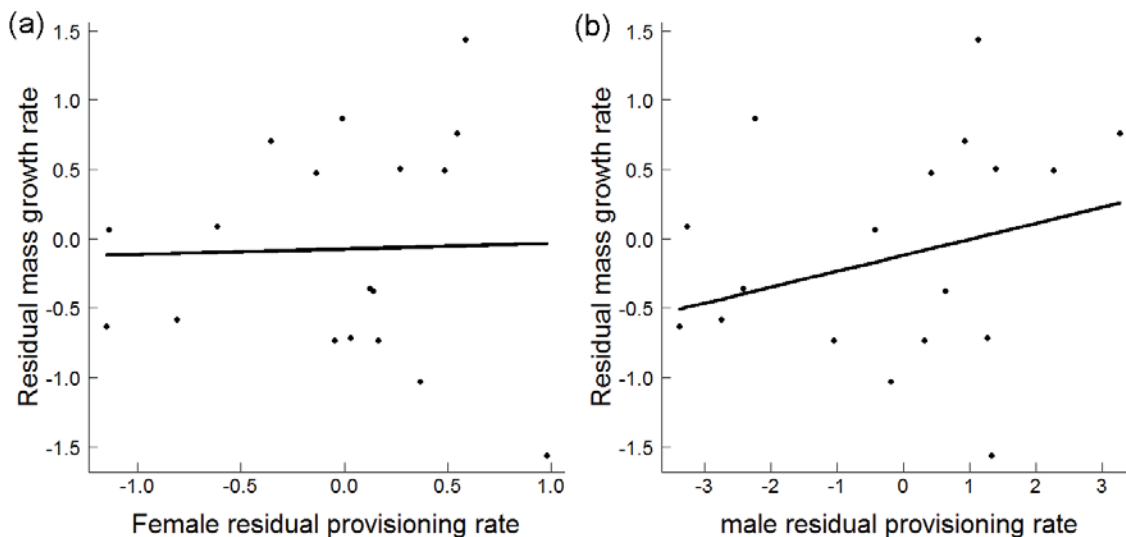 (a)
Residual mass growth rate
1.5
1.0
0.5
0.0
-0.5
-1.0
-1.5
-1.0 -0.5 0.0 0.5 1.0
Female residual provisioning rate
(b)
Residual mass growth rate
1.5
1.0
0.5
0.0
-0.5
-1.0
-1.5
-3 -2 -1 0 1 2 3
male residual provisioning rate